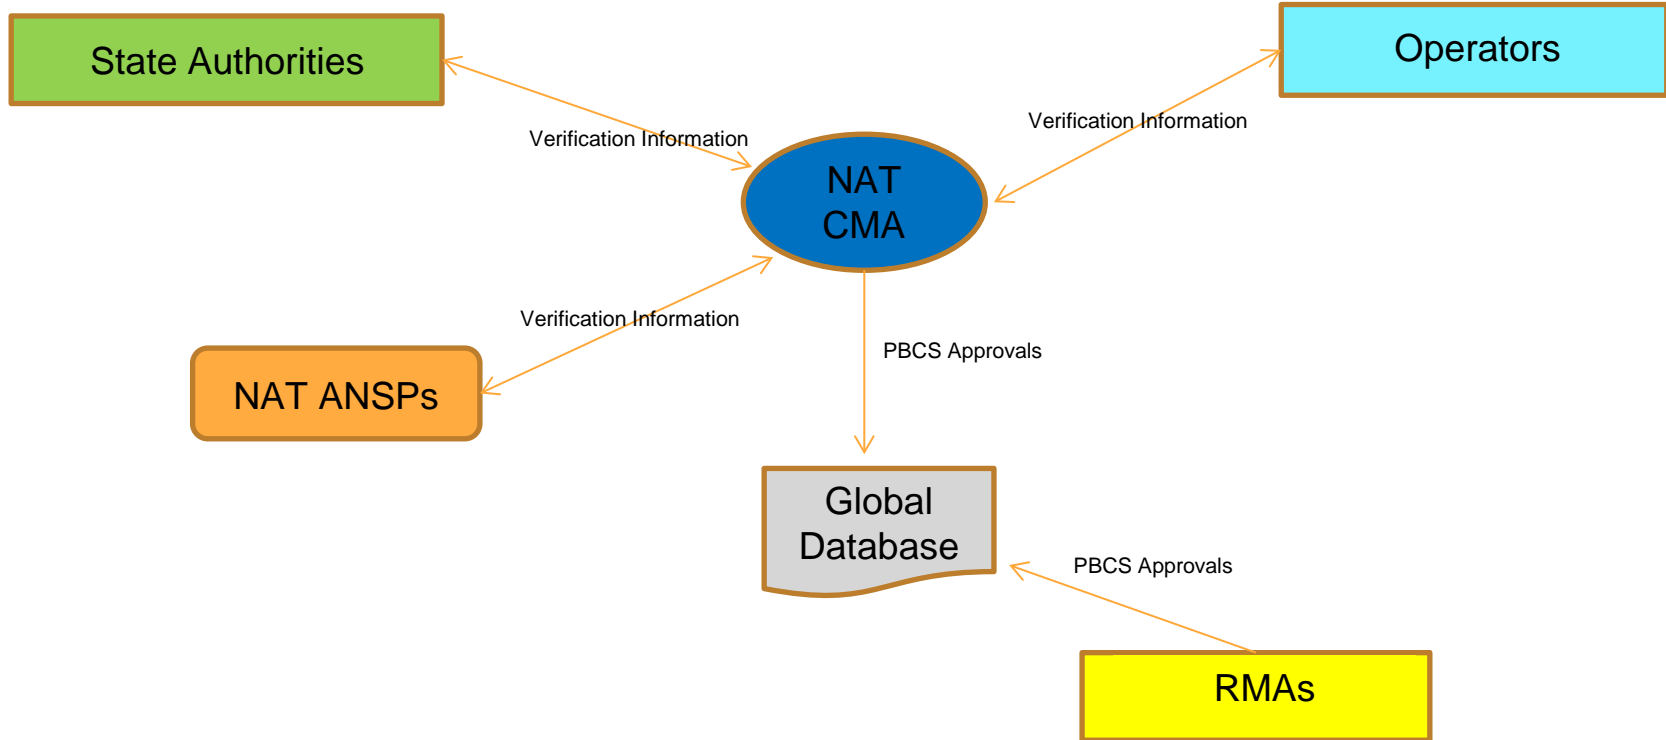 State Authorities
Operators
Verification Information
Verification Information
NAT
CMA
Verification Information
PBCS Approvals
NAT ANSPs
Global
Database
PBCS Approvals
RMAs